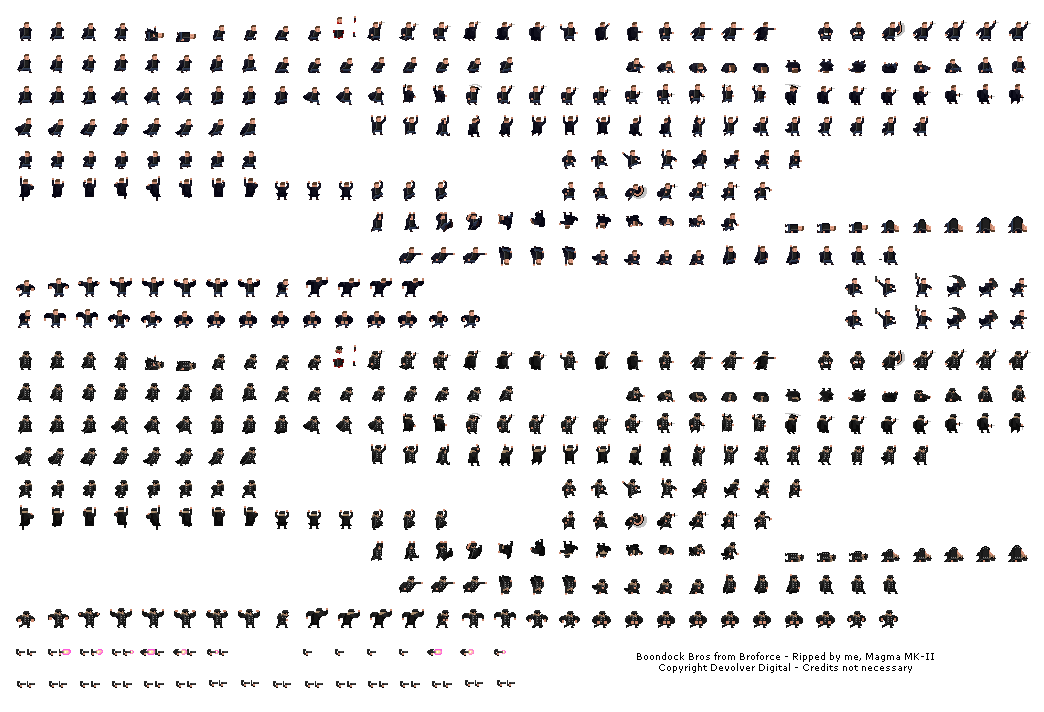 Boondock Bros from Broforce - Ripped by me, Magma MK-II
Copyright Devolver Digital - Credits not necessary